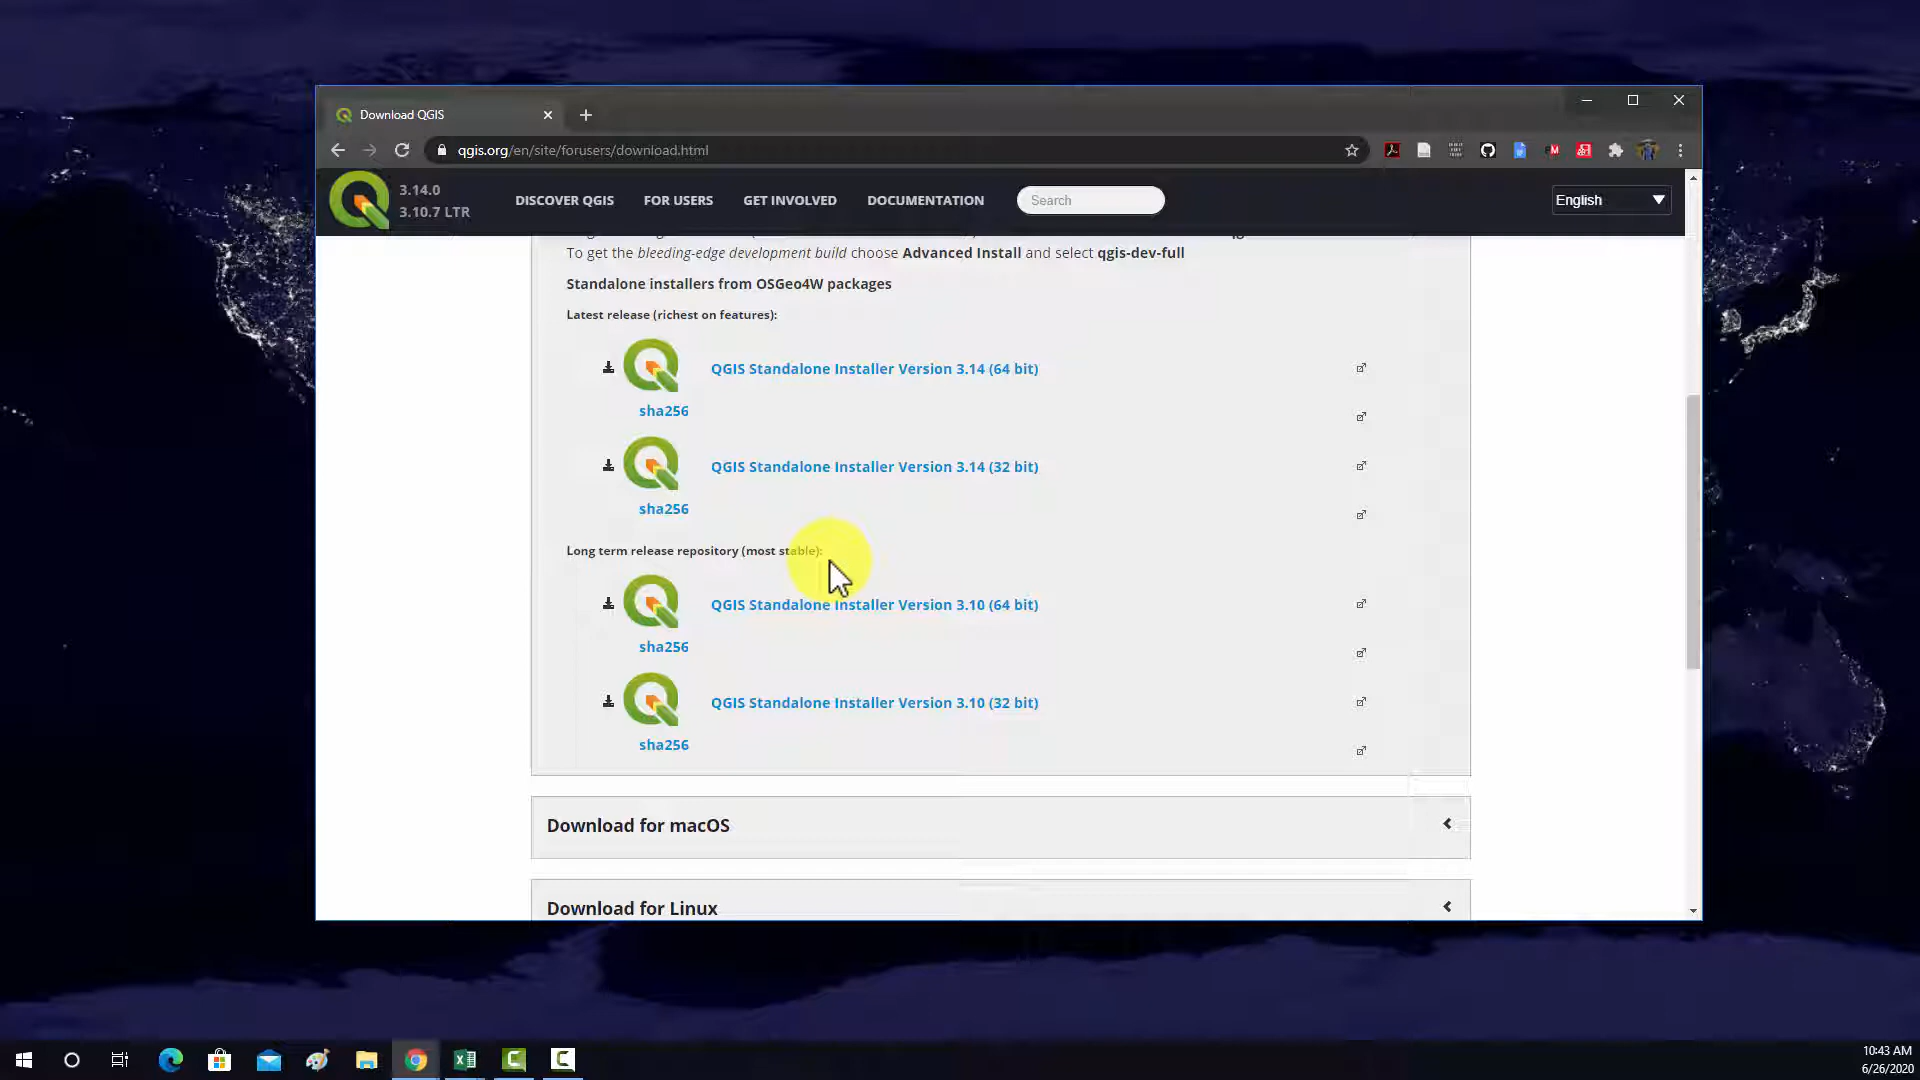 Download QGIS
qgis.org/en/site/forusers/download.html
3.14.0
3.10.7 LTR
DISCOVER QGIS
FOR USERS
GET INVOLVED
DOCUMENTATION
Search
English
To get the bleeding-edge development build choose Advanced Install and select qgis-dev-full
Standalone installers from OSGeo4W packages
Latest release (richest on features):
QGIS Standalone Installer Version 3.14 (64 bit)
sha256
QGIS Standalone Installer Version 3.14 (32 bit)
sha256
Long term release repository (most stable):
QGIS Standalone Installer Version 3.10 (64 bit)
sha256
QGIS Standalone Installer Version 3.10 (32 bit)
sha256
Download for macOS
Download for Linux
10:43 AM
6/26/2020